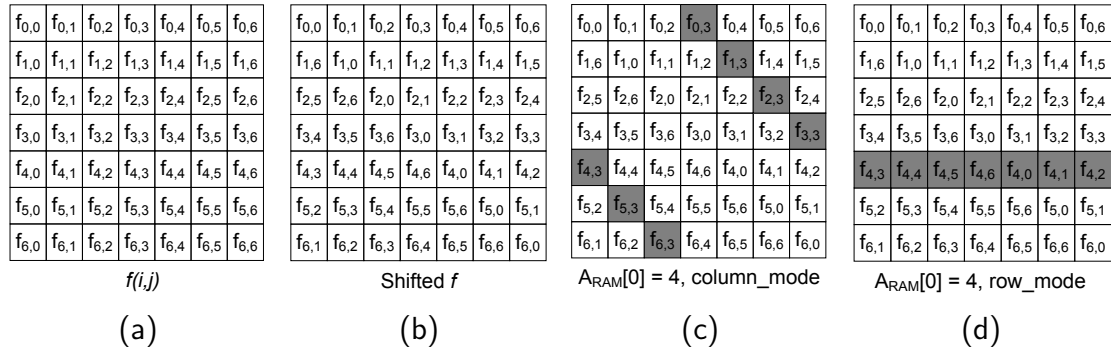 f0,0 f0,1 f0,2 f0,3 f0,4 f0,5 f0,6
f1,0 f1,1 f1,2 f1,3 f1,4 f1,5 f1,6
f2,0 f2,1 f2,2 f2,3 f2,4 f2,5 f2,6
f3,0 f3,1 f3,2 f3,3 f3,4 f3,5 f3,6
f4,0 f4,1 f4,2 f4,3 f4,4 f4,5 f4,6
f5,0 f5,1 f5,2 f5,3 f5,4 f5,5 f5,6
f6,0 f6,1 f6,2 f6,3 f6,4 f6,5 f6,6
f(i,j)
(a)
f0,0 f0,1 f0,2 f0,3 f0,4 f0,5 f0,6
f1,6 f1,0 f1,1 f1,2 f1,3 f1,4 f1,5
f2,5 f2,6 f2,0 f2,1 f2,2 f2,3 f2,4
f3,4 f3,5 f3,6 f3,0 f3,1 f3,2 f3,3
f4,3 f4,4 f4,5 f4,6 f4,0 f4,1 f4,2
f5,2 f5,3 f5,4 f5,5 f5,6 f5,0 f5,1
f6,1 f6,2 f6,3 f6,4 f6,5 f6,6 f6,0
Shifted f
(b)
f0,0 f0,1 f0,2 f0,3 f0,4 f0,5 f0,6
f1,6 f1,0 f1,1 f1,2 f1,3 f1,4 f1,5
f2,5 f2,6 f2,0 f2,1 f2,2 f2,3 f2,4
f3,4 f3,5 f3,6 f3,0 f3,1 f3,2 f3,3
f4,3 f4,4 f4,5 f4,6 f4,0 f4,1 f4,2
f5,2 f5,3 f5,4 f5,5 f5,6 f5,0 f5,1
f6,1 f6,2 f6,3 f6,4 f6,5 f6,6 f6,0
ARAM[0] = 4, column_mode
(c)
f0,0 f0,1 f0,2 f0,3 f0,4 f0,5 f0,6
f1,6 f1,0 f1,1 f1,2 f1,3 f1,4 f1,5
f2,5 f2,6 f2,0 f2,1 f2,2 f2,3 f2,4
f3,4 f3,5 f3,6 f3,0 f3,1 f3,2 f3,3
f4,3 f4,4 f4,5 f4,6 f4,0 f4,1 f4,2
f5,2 f5,3 f5,4 f5,5 f5,6 f5,0 f5,1
f6,1 f6,2 f6,3 f6,4 f6,5 f6,6 f6,0
ARAM[0] = 4, row_mode
(d)